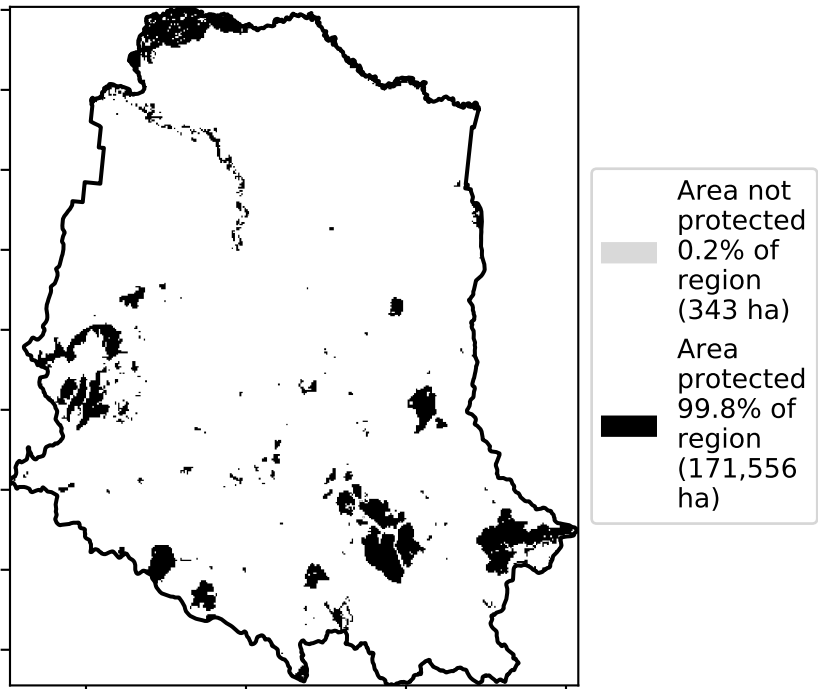 Area not
protected
0.2% of
region
(343 ha)
Area
protected
99.8% of
region
(171,556
ha)